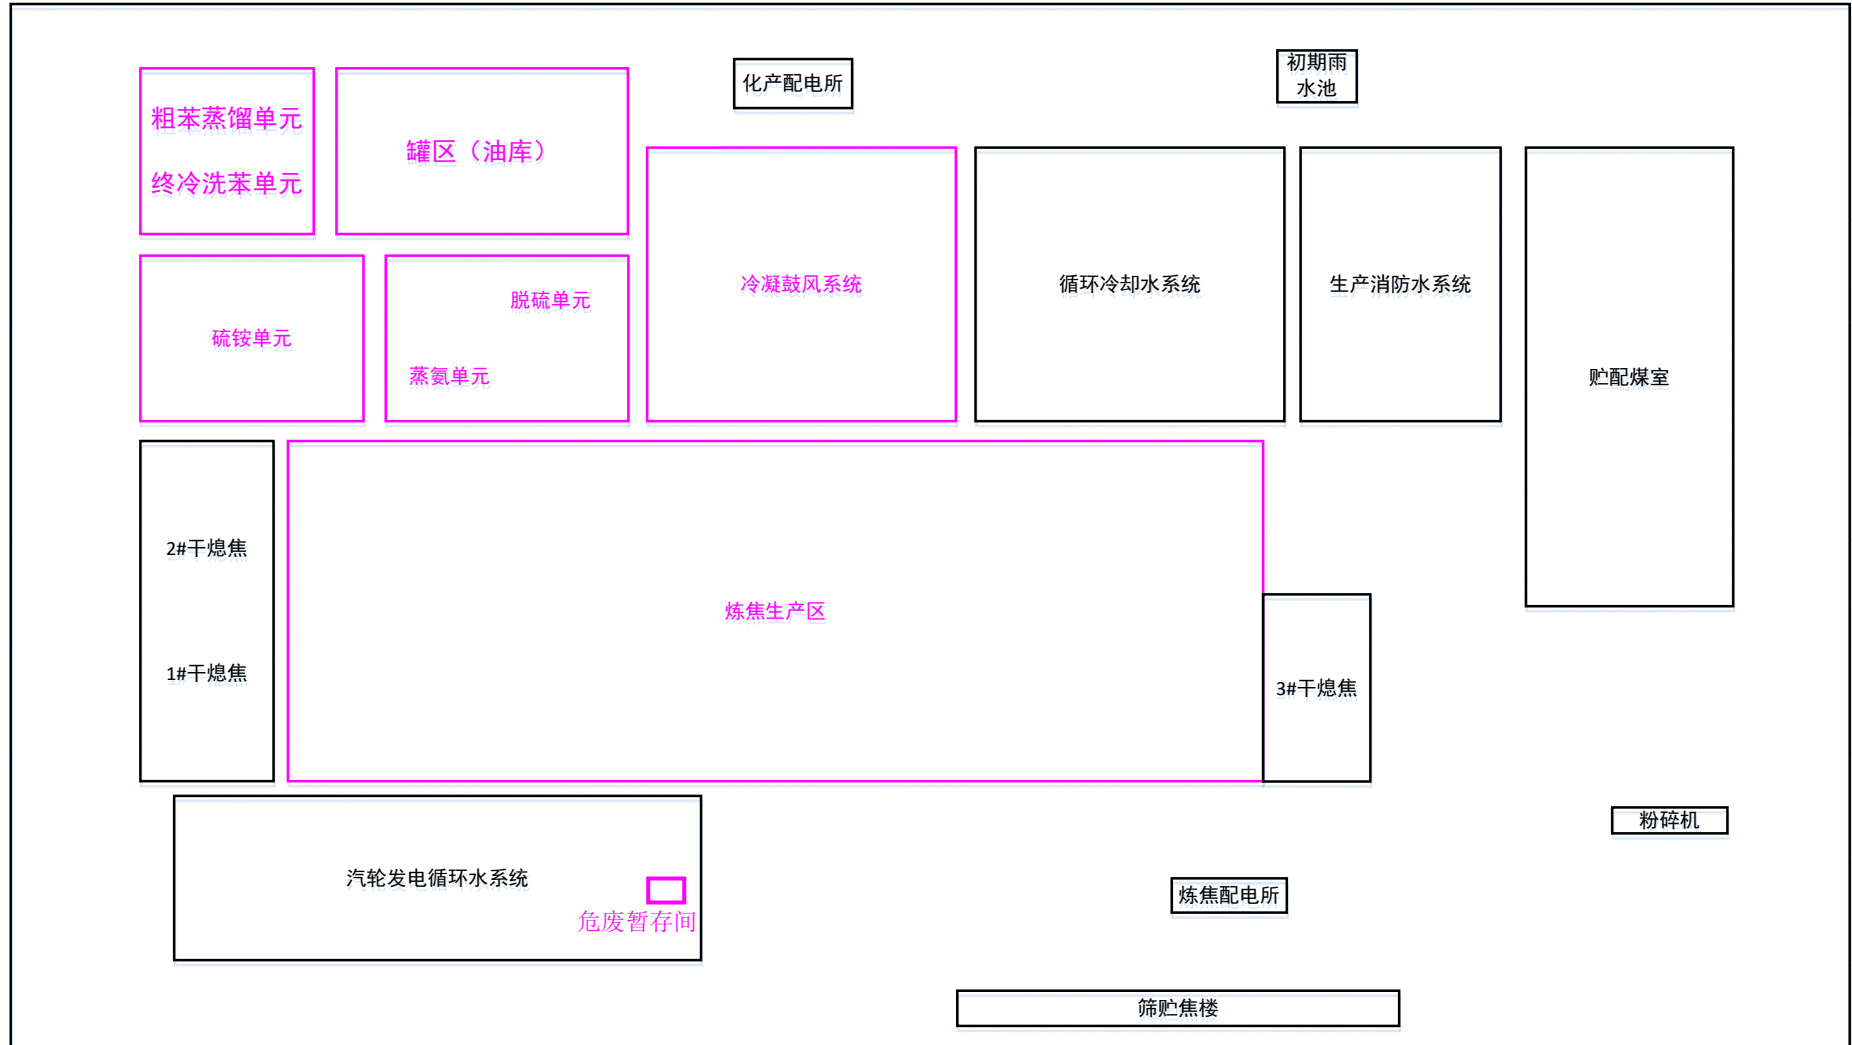 化产配电所
初期雨
水池
粗苯蒸馏单元
终冷洗苯单元
罐区（油库）
冷凝鼓风系统
循环冷却水系统
生产消防水系统
贮配煤室
硫铵单元
脱硫单元
蒸氨单元
2#干熄焦
1#干熄焦
炼焦生产区
3#干熄焦
粉碎机
汽轮发电循环水系统
危废暂存间
炼焦配电所
筛贮焦楼